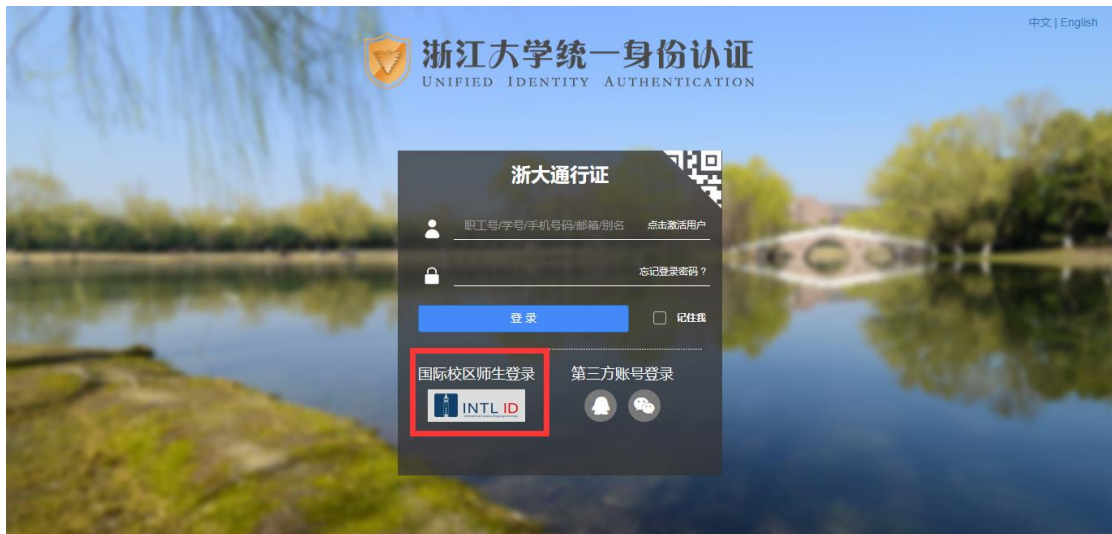 中文 | English
浙江大学统一身份认证
UNIFIED IDENTITY AUTHENTICATION
浙大通行证
职工号/学号/手机号码/邮箱/别名 点击激活用户
忘记登录密码？
登 录 记住我
国际校区师生登录 第三方账号登录
INTL ID